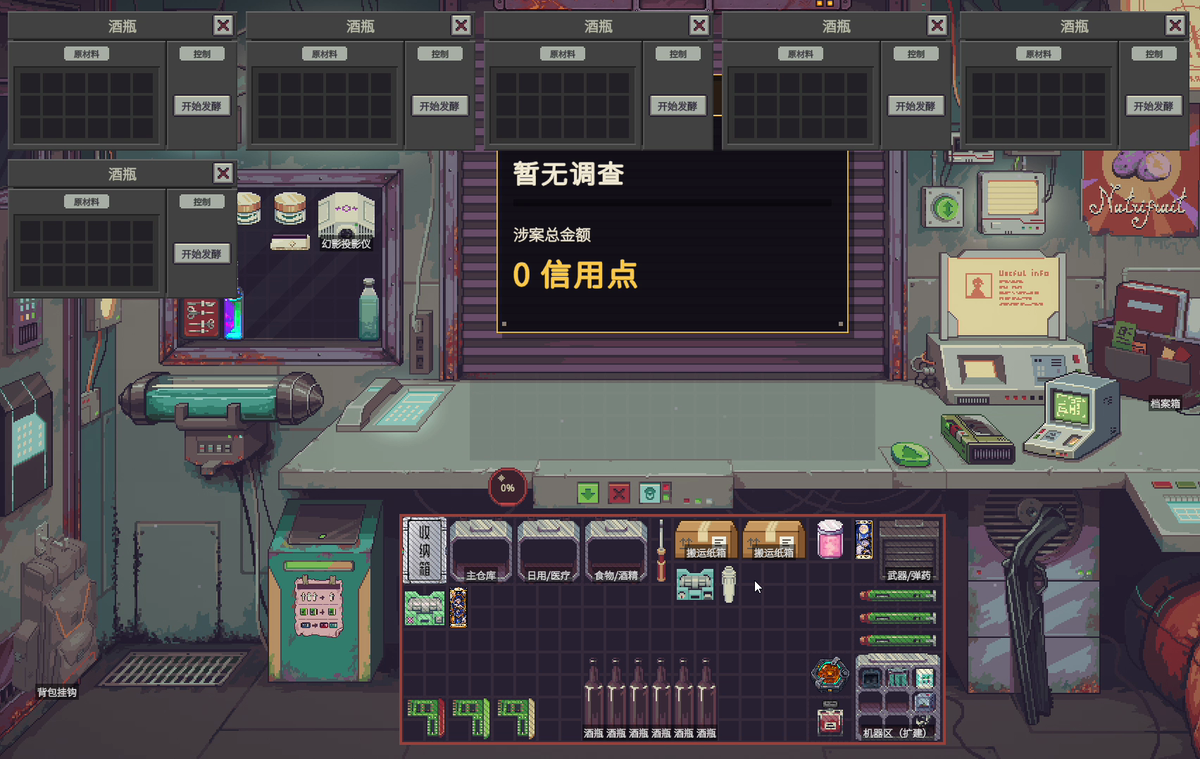 酒瓶
原材料
控制
开始发酵
酒瓶
原材料
控制
开始发酵
酒瓶
原材料
控制
开始发酵
酒瓶
原材料
控制
开始发酵
酒瓶
原材料
控制
开始发酵
酒瓶
原材料
控制
开始发酵
暂无调查
涉案总金额
0 信用点
幻影投影仪
Nutrifruit
Useful info
档案箱
0%
收纳箱
主仓库
日用/医疗
食物/酒精
搬运纸箱
搬运纸箱
武器/弹药
背包挂钩
酒瓶
酒瓶
酒瓶
酒瓶
酒瓶
酒瓶
机器区（扩建）